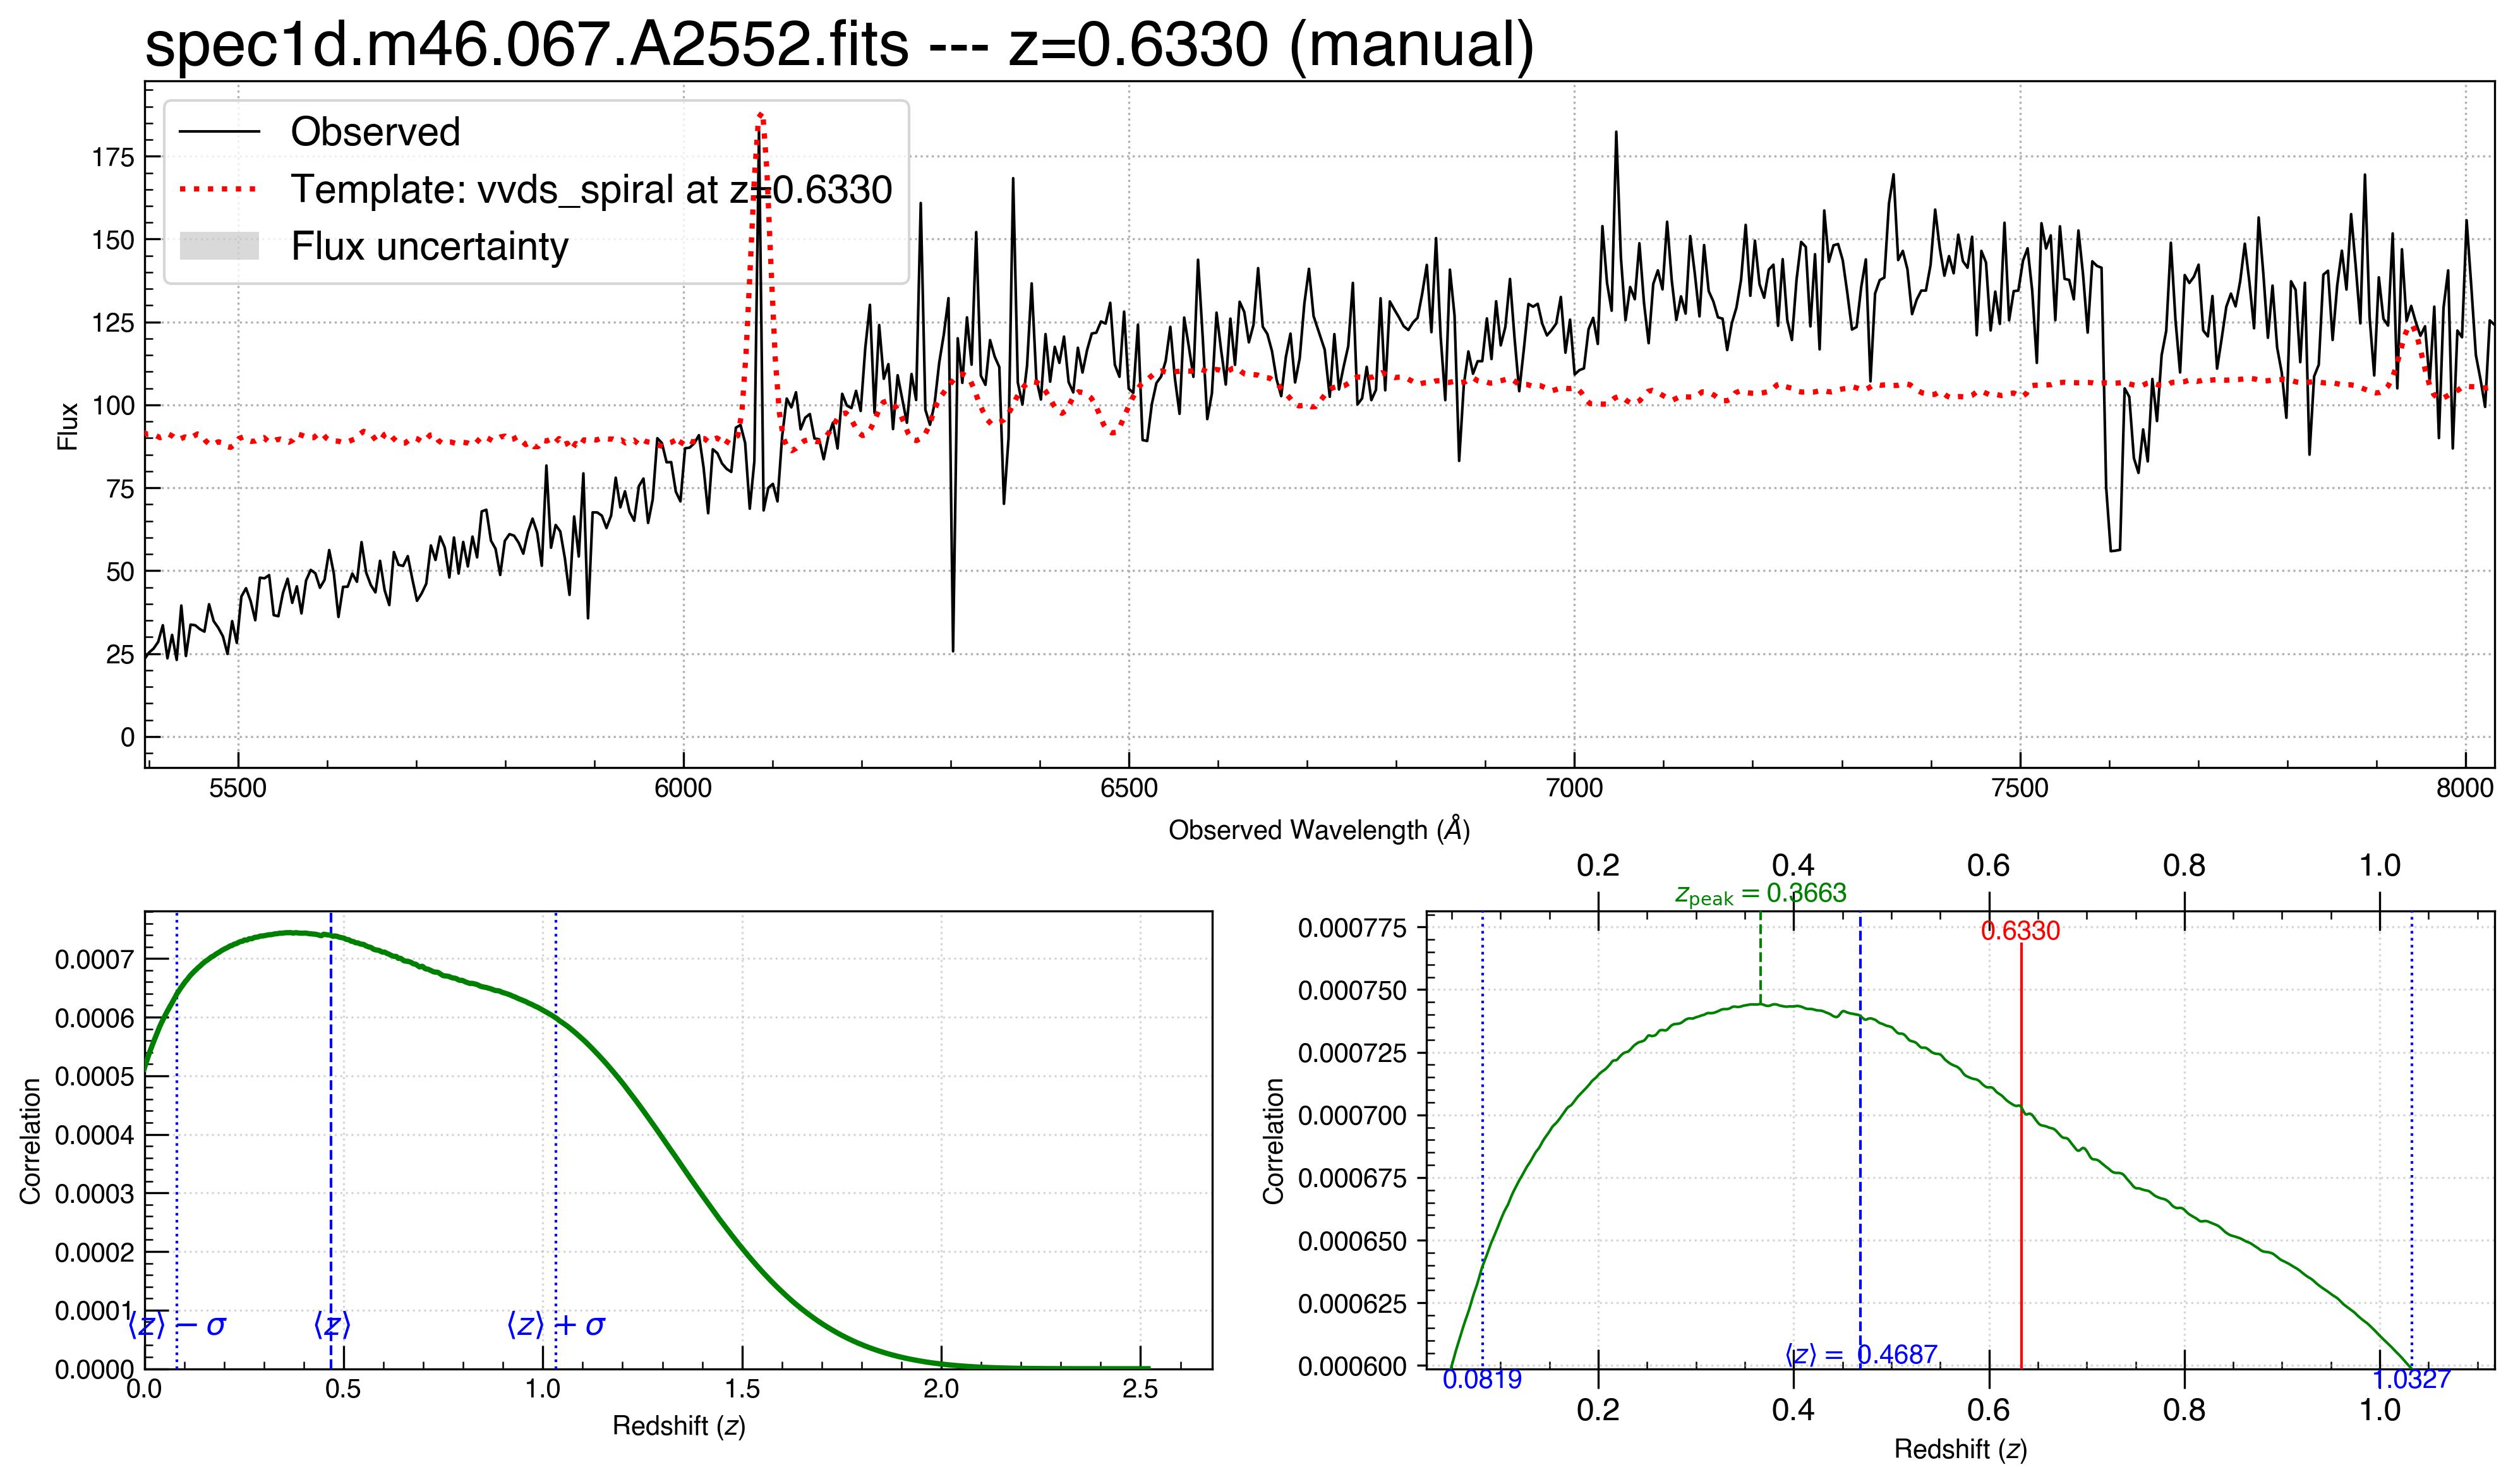 spec1d.m46.067.A2552.fits --- z=0.6330 (manual)
Observed
Template: vvds_spiral at z=0.6330
Flux uncertainty
175
150
125
100
75
50
25
0
Flux
5500 6000 6500 7000 7500 8000
Observed Wavelength (Å)
0.0007
0.0006
0.0005
0.0004
0.0003
0.0002
0.0001
0.0000
Correlation
⟨z⟩ − σ ⟨z⟩ ⟨z⟩ + σ
0.0 0.5 1.0 1.5 2.0 2.5
Redshift (z)
0.2 0.4 0.6 0.8 1.0
zpeak = 0.3663
0.6330
0.000775
0.000750
0.000725
0.000700
0.000675
0.000650
0.000625
0.000600
Correlation
⟨z⟩ = 0.4687
0.0819 1.0327
0.2 0.4 0.6 0.8 1.0
Redshift (z)